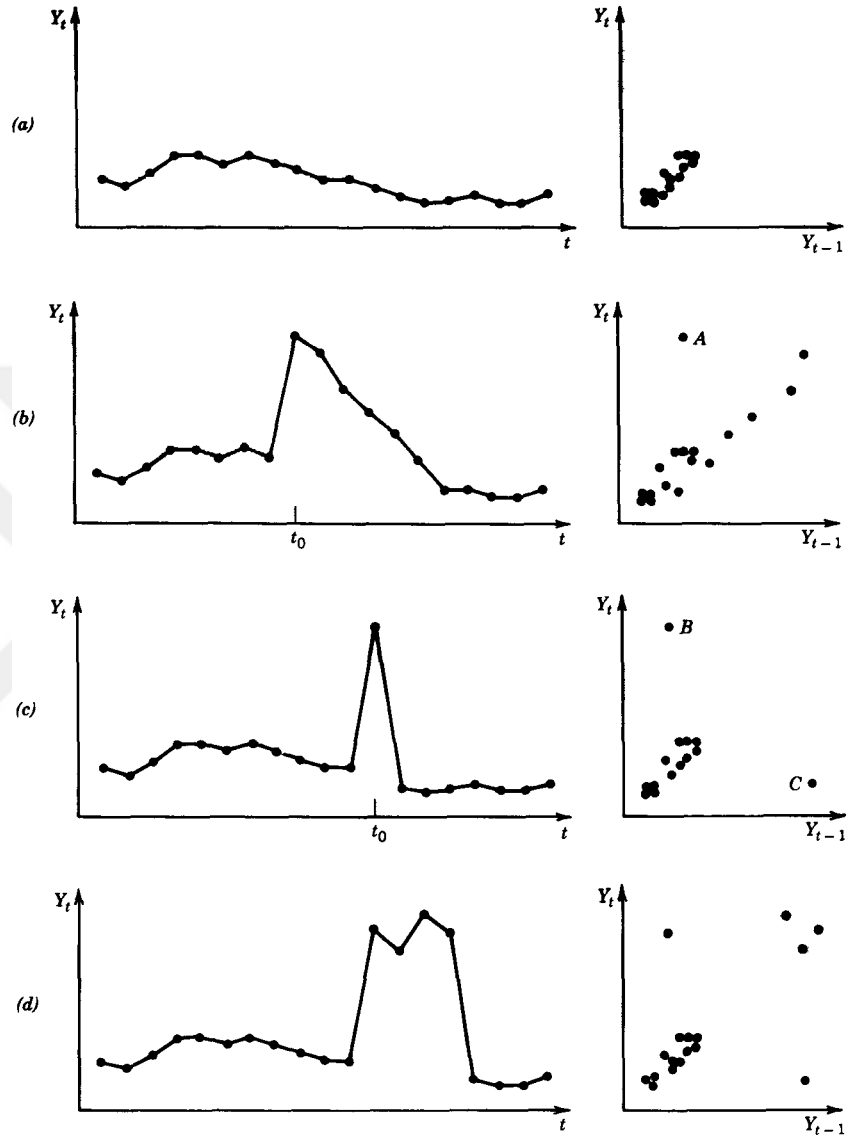 Y_t
Y_t
(a)
t
Y_{t-1}
Y_t
Y_t
A
(b)
t_0
t
Y_{t-1}
Y_t
Y_t
B
(c)
C
t_0
t
Y_{t-1}
Y_t
Y_t
(d)
t
Y_{t-1}